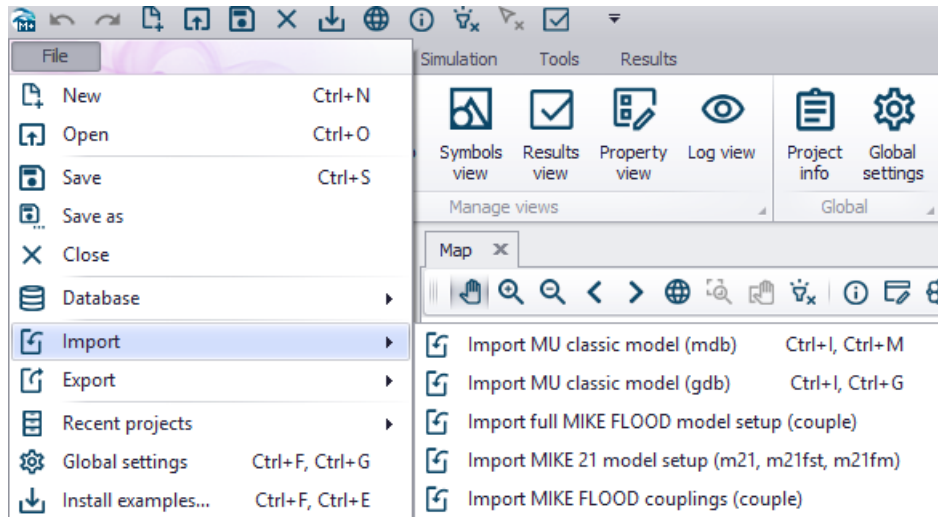 M+
File
Simulation Tools Results
New Ctrl+N
Open Ctrl+O
Save Ctrl+S
Save as
Close
Database
Import
Export
Recent projects
Global settings Ctrl+F, Ctrl+G
Install examples... Ctrl+F, Ctrl+E
Symbols view
Results view
Property view
Log view
Project info
Global settings
Manage views
Global
Map
Import MU classic model (mdb) Ctrl+I, Ctrl+M
Import MU classic model (gdb) Ctrl+I, Ctrl+G
Import full MIKE FLOOD model setup (couple)
Import MIKE 21 model setup (m21, m21fst, m21fm)
Import MIKE FLOOD couplings (couple)